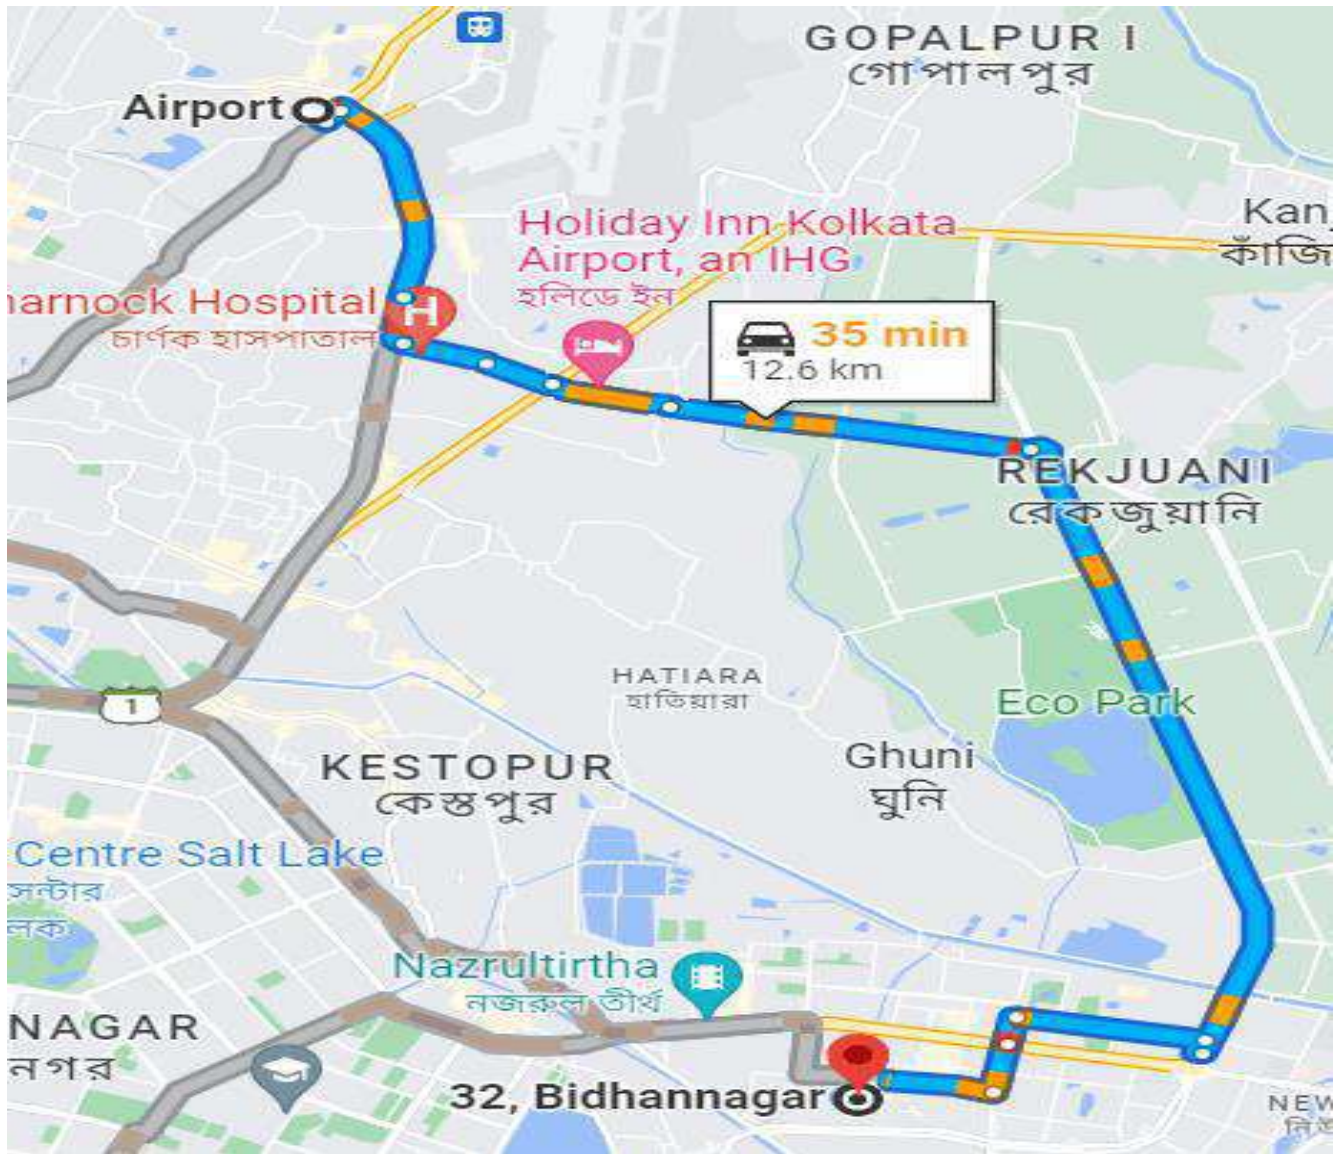 GOPALPUR I
গোপালপুর
Airport
Holiday Inn Kolkata
Airport, an IHG
হলিডে ইন
Kan
কাঁজি
harnock Hospital
চার্ণক হাসপাতাল
H
35 min
12.6 km
REKJUANI
রেকজুয়ানি
HATIARA
হাতিয়ারা
Eco Park
1
KESTOPUR
কেস্তপুর
Ghuni
ঘুনি
Centre Salt Lake
সেন্টার
লক
Nazrultirtha
নজরুল তীর্থ
NAGAR
নগর
32, Bidhannagar
NEW
নিউ